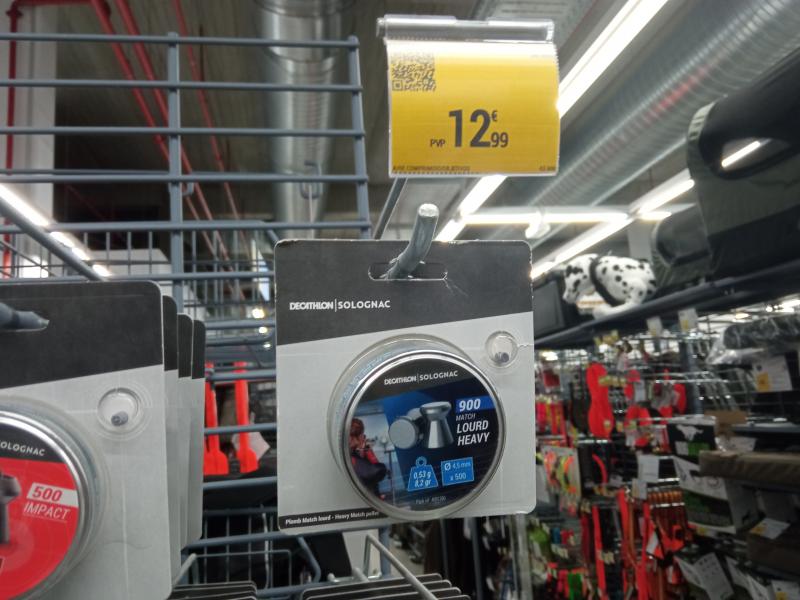 PVP 12€99
DECATHLON | SOLOGNAC
DECATHLON | SOLOGNAC
900
MATCH
LOURD
HEAVY
0,53 g
8,2 gr
Ø 4,5 mm
x 500
Plomb Match lourd - Heavy Match pellet
SOLOGNAC
500
IMPACT